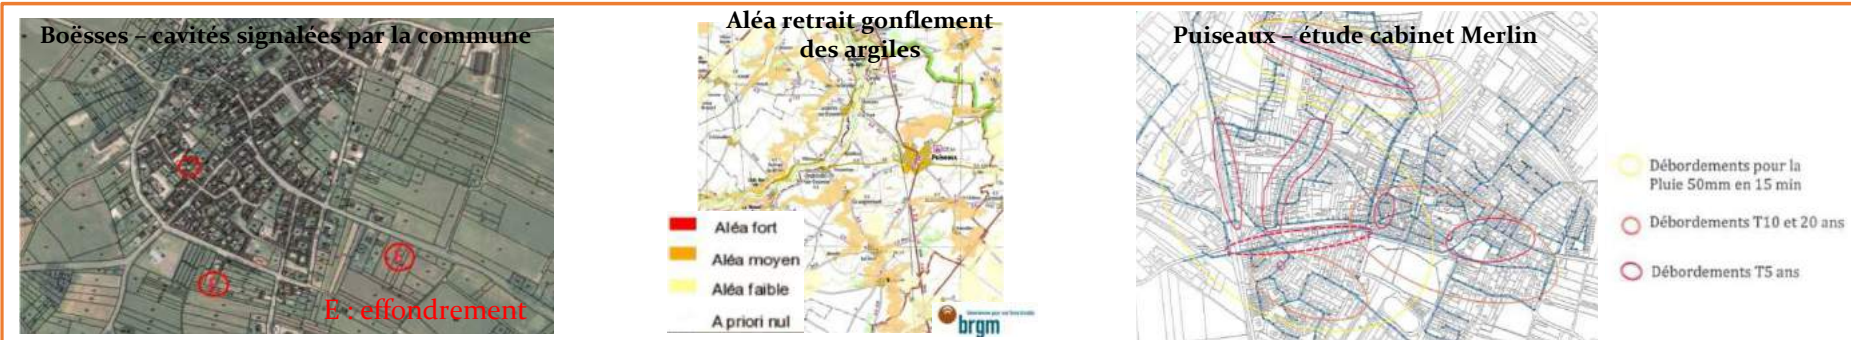 Boësses – cavités signalées par la commune
E : effondrement
Aléa retrait gonflement
des argiles
Aléa fort
Aléa moyen
Aléa faible
A priori nul
brgm
Puiseaux – étude cabinet Merlin
Débordements pour la
Pluie 50mm en 15 min
Débordements T10 et 20 ans
Débordements T5 ans